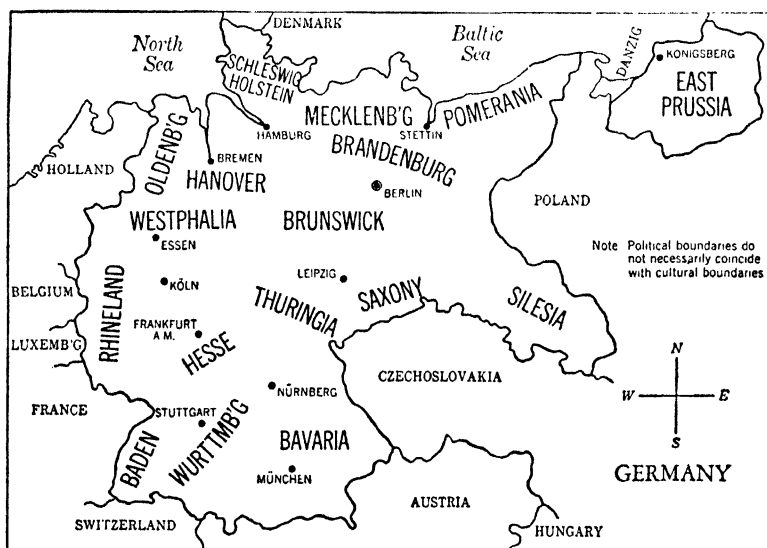 DENMARK
North
Sea
Baltic
Sea
SCHLESWIG
HOLSTEIN
DANZIG
KONIGSBERG
EAST
PRUSSIA
MECKLENB'G
POMERANIA
HAMBURG
STETTIN
OLDENB'G
BRANDENBURG
BREMEN
HOLLAND
HANOVER
BERLIN
POLAND
WESTPHALIA
BRUNSWICK
ESSEN
Note Political boundaries do
not necessarily coincide
with cultural boundaries
LEIPZIG
KÖLN
BELGIUM
RHINELAND
THURINGIA
SAXONY
SILESIA
FRANKFURT
A M.
HESSE
LUXEMB'G
N
CZECHOSLOVAKIA
NÜRNBERG
W
E
FRANCE
STUTTGART
S
BADEN
WURTTMB'G
BAVARIA
MÜNCHEN
GERMANY
AUSTRIA
SWITZERLAND
HUNGARY